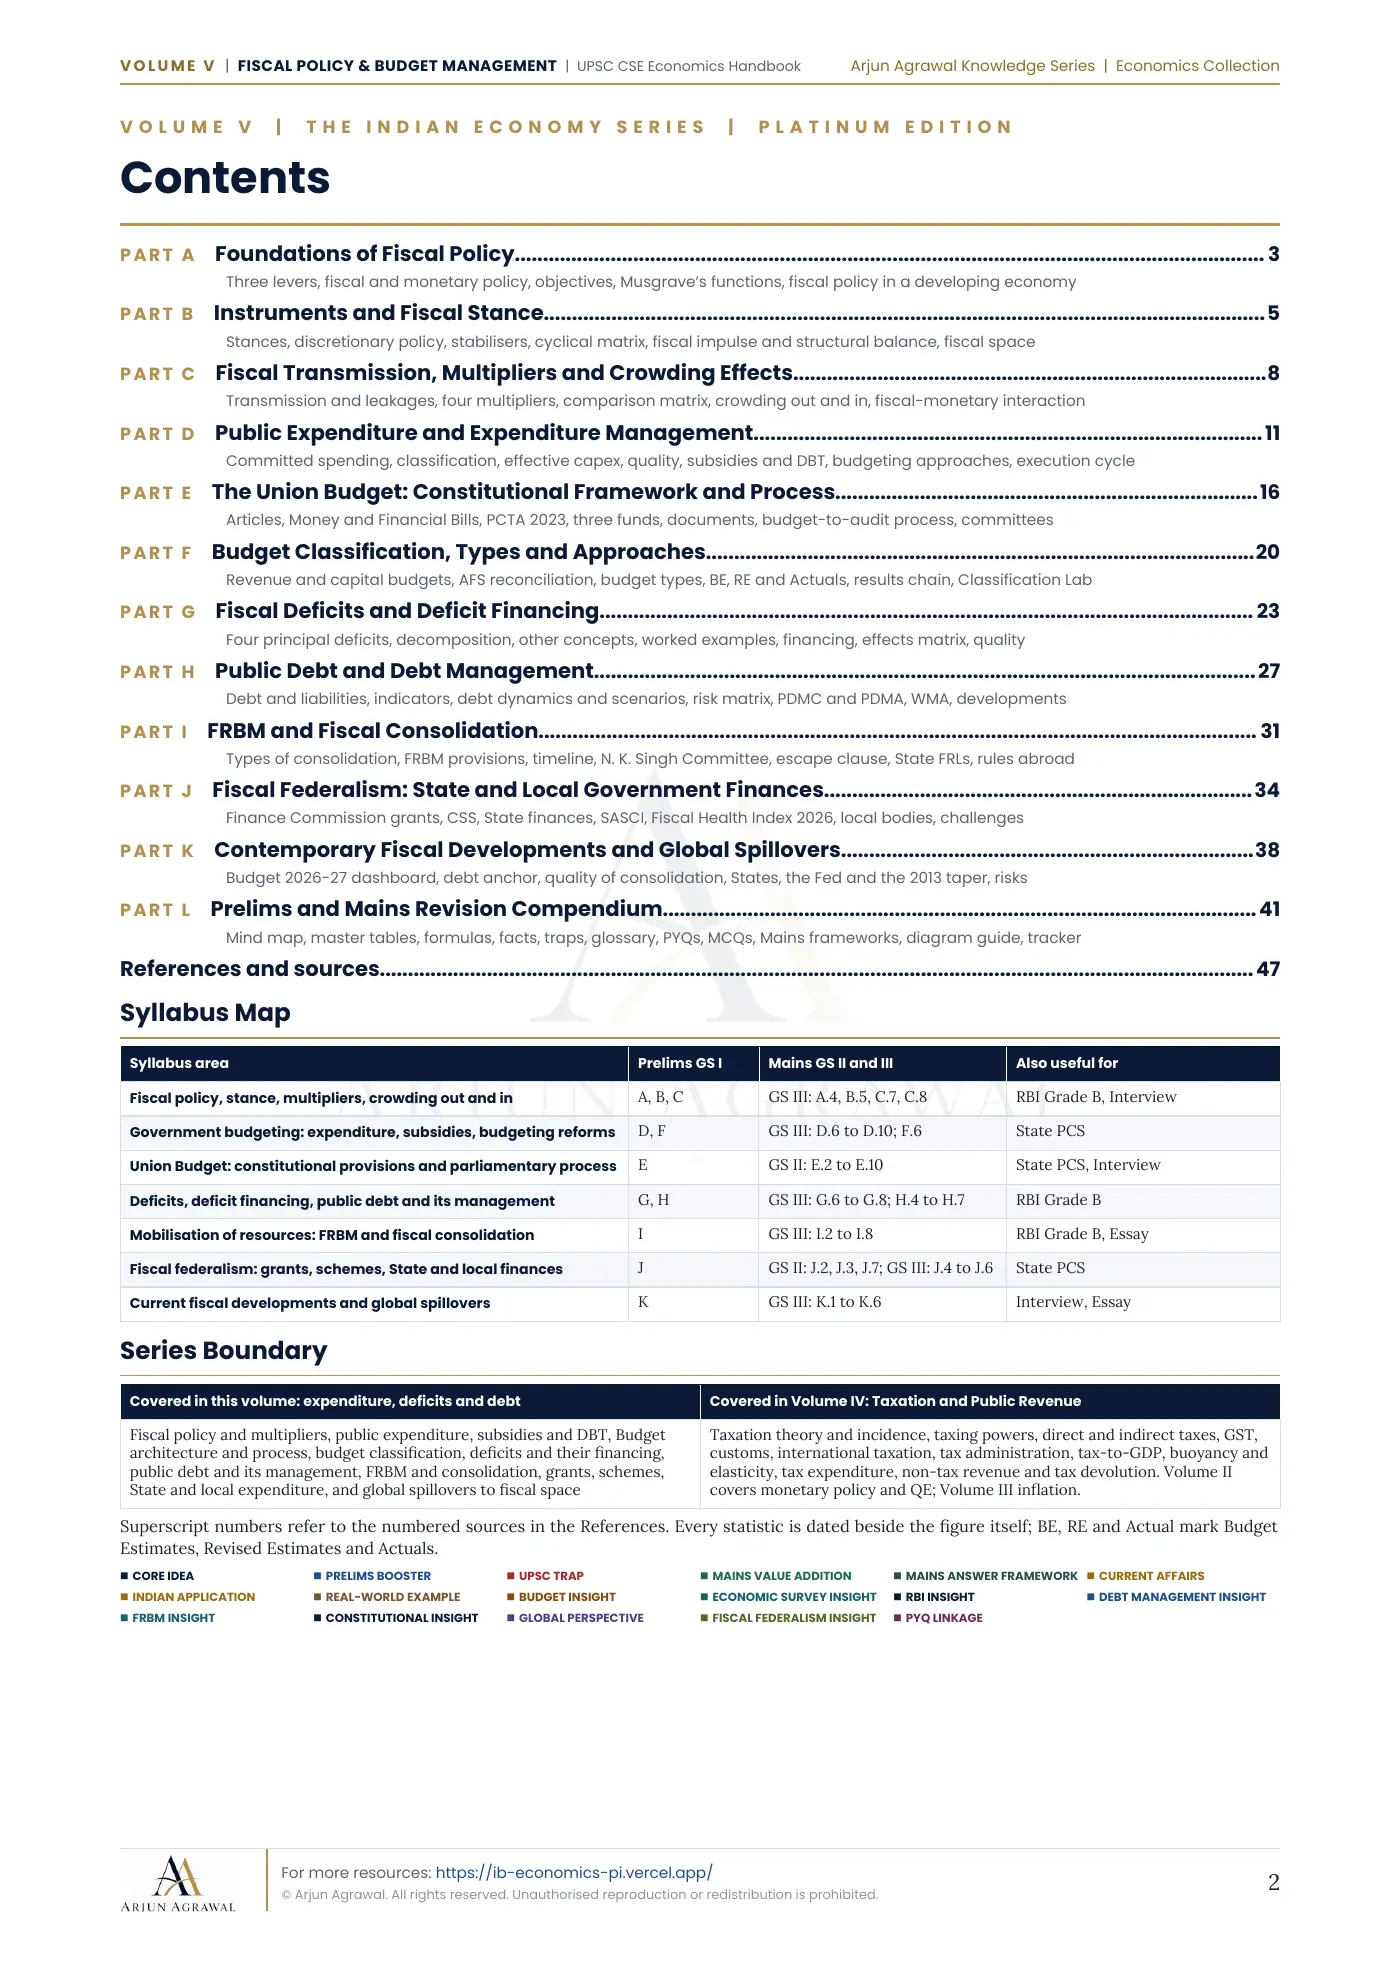 VOLUME V | FISCAL POLICY & BUDGET MANAGEMENT | UPSC CSE Economics Handbook Arjun Agrawal Knowledge Series | Economics Collection
VOLUME V | THE INDIAN ECONOMY SERIES | PLATINUM EDITION
Contents
PART A Foundations of Fiscal Policy 3
Three levers, fiscal and monetary policy, objectives, Musgrave’s functions, fiscal policy in a developing economy
PART B Instruments and Fiscal Stance 5
Stances, discretionary policy, stabilisers, cyclical matrix, fiscal impulse and structural balance, fiscal space
PART C Fiscal Transmission, Multipliers and Crowding Effects 8
Transmission and leakages, four multipliers, comparison matrix, crowding out and in, fiscal-monetary interaction
PART D Public Expenditure and Expenditure Management 11
Committed spending, classification, effective capex, quality, subsidies and DBT, budgeting approaches, execution cycle
PART E The Union Budget: Constitutional Framework and Process 16
Articles, Money and Financial Bills, PCTA 2023, three funds, documents, budget-to-audit process, committees
PART F Budget Classification, Types and Approaches 20
Revenue and capital budgets, AFS reconciliation, budget types, BE, RE and Actuals, results chain, Classification Lab
PART G Fiscal Deficits and Deficit Financing 23
Four principal deficits, decomposition, other concepts, worked examples, financing, effects matrix, quality
PART H Public Debt and Debt Management 27
Debt and liabilities, indicators, debt dynamics and scenarios, risk matrix, PDMC and PDMA, WMA, developments
PART I FRBM and Fiscal Consolidation 31
Types of consolidation, FRBM provisions, timeline, N. K. Singh Committee, escape clause, State FRLs, rules abroad
PART J Fiscal Federalism: State and Local Government Finances 34
Finance Commission grants, CSS, State finances, SASCI, Fiscal Health Index 2026, local bodies, challenges
PART K Contemporary Fiscal Developments and Global Spillovers 38
Budget 2026-27 dashboard, debt anchor, quality of consolidation, States, the Fed and the 2013 taper, risks
PART L Prelims and Mains Revision Compendium 41
Mind map, master tables, formulas, facts, traps, glossary, PYQs, MCQs, Mains frameworks, diagram guide, tracker
References and sources 47
Syllabus Map
Syllabus area Prelims GS I Mains GS II and III Also useful for
Fiscal policy, stance, multipliers, crowding out and in A, B, C GS III: A.4, B.5, C.7, C.8 RBI Grade B, Interview
Government budgeting: expenditure, subsidies, budgeting reforms D, F GS III: D.6 to D.10; F.6 State PCS
Union Budget: constitutional provisions and parliamentary process E GS II: E.2 to E.10 State PCS, Interview
Deficits, deficit financing, public debt and its management G, H GS III: G.6 to G.8; H.4 to H.7 RBI Grade B
Mobilisation of resources: FRBM and fiscal consolidation I GS III: I.2 to I.8 RBI Grade B, Essay
Fiscal federalism: grants, schemes, State and local finances J GS II: J.2, J.3, J.7; GS III: J.4 to J.6 State PCS
Current fiscal developments and global spillovers K GS III: K.1 to K.6 Interview, Essay
Series Boundary
Covered in this volume: expenditure, deficits and debt Covered in Volume IV: Taxation and Public Revenue
Fiscal policy and multipliers, public expenditure, subsidies and DBT, Budget Taxation theory and incidence, taxing powers, direct and indirect taxes, GST,
architecture and process, budget classification, deficits and their financing, customs, international taxation, tax administration, tax-to-GDP, buoyancy and
public debt and its management, FRBM and consolidation, grants, schemes, elasticity, tax expenditure, non-tax revenue and tax devolution. Volume II
State and local expenditure, and global spillovers to fiscal space covers monetary policy and QE; Volume III inflation.
Superscript numbers refer to the numbered sources in the References. Every statistic is dated beside the figure itself; BE, RE and Actual mark Budget
Estimates, Revised Estimates and Actuals.
■ CORE IDEA ■ PRELIMS BOOSTER ■ UPSC TRAP ■ MAINS VALUE ADDITION ■ MAINS ANSWER FRAMEWORK ■ CURRENT AFFAIRS
■ INDIAN APPLICATION ■ REAL-WORLD EXAMPLE ■ BUDGET INSIGHT ■ ECONOMIC SURVEY INSIGHT ■ RBI INSIGHT ■ DEBT MANAGEMENT INSIGHT
■ FRBM INSIGHT ■ CONSTITUTIONAL INSIGHT ■ GLOBAL PERSPECTIVE ■ FISCAL FEDERALISM INSIGHT ■ PYQ LINKAGE
ARJUN AGRAWAL
For more resources: https://ib-economics-pi.vercel.app/
© Arjun Agrawal. All rights reserved. Unauthorised reproduction or redistribution is prohibited.
2
ARJUN AGRAWAL